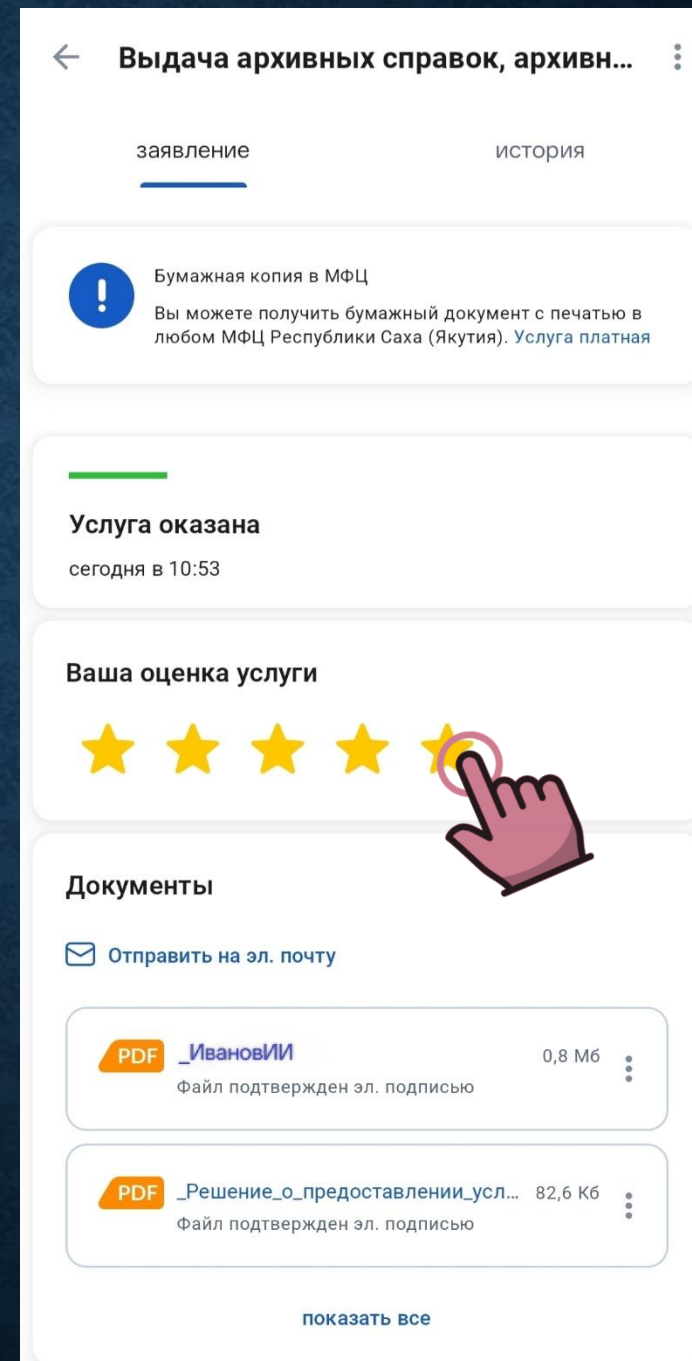 Выдача архивных справок, архивн...
заявление история
Бумажная копия в МФЦ
Вы можете получить бумажный документ с печатью в
любом МФЦ Республики Саха (Якутия). Услуга платная
Услуга оказана
сегодня в 10:53
Ваша оценка услуги
Документы
Отправить на эл. почту
PDF _ИвановИИ 0,8 Мб
Файл подтвержден эл. подписью
PDF _Решение_о_предоставлении_усл... 82,6 Кб
Файл подтвержден эл. подписью
показать все